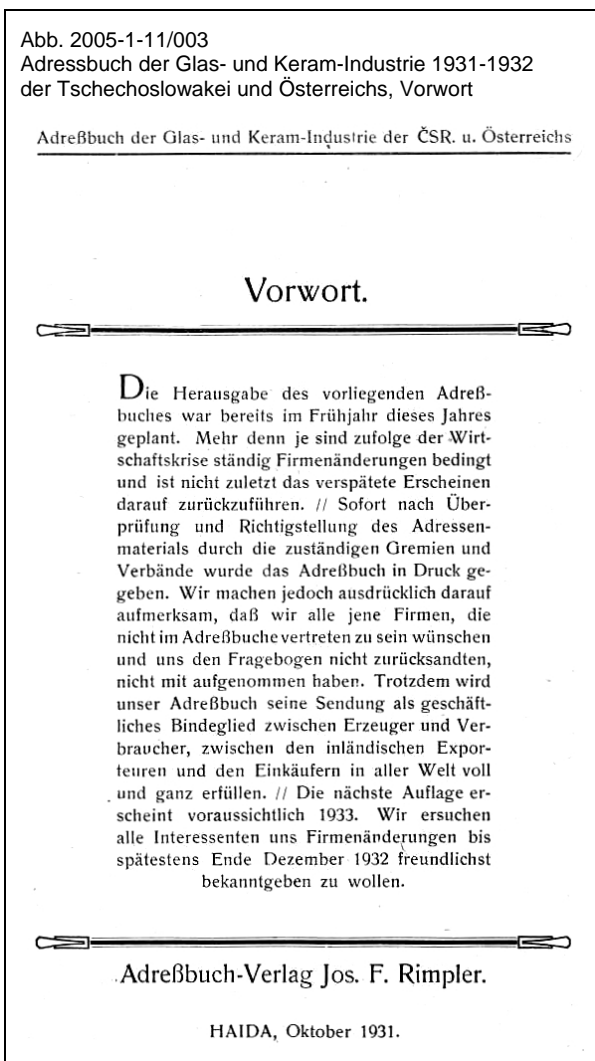 Abb. 2005-1-11/003
Adressbuch der Glas- und Keram-Industrie 1931-1932
der Tschechoslowakei und Österreichs, Vorwort
Adreßbuch der Glas- und Keram-Industrie der ČSR. u. Österreichs
Vorwort.
Die Herausgabe des vorliegenden Adreß-
buches war bereits im Frühjahr dieses Jahres
geplant. Mehr denn je sind zufolge der Wirt-
schaftskrise ständig Firmenänderungen bedingt
und ist nicht zuletzt das verspätete Erscheinen
darauf zurückzuführen. // Sofort nach Über-
prüfung und Richtigstellung des Adressen-
materials durch die zuständigen Gremien und
Verbände wurde das Adreßbuch in Druck ge-
geben. Wir machen jedoch ausdrücklich darauf
aufmerksam, daß wir alle jene Firmen, die
nicht im Adreßbuche vertreten zu sein wünschen
und uns den Fragebogen nicht zurücksandten,
nicht mit aufgenommen haben. Trotzdem wird
unser Adreßbuch seine Sendung als geschäft-
liches Bindeglied zwischen Erzeuger und Ver-
braucher, zwischen den inländischen Expor-
teuren und den Einkäufern in aller Welt voll
und ganz erfüllen. // Die nächste Auflage er-
scheint voraussichtlich 1933. Wir ersuchen
alle Interessenten uns Firmenänderungen bis
spätestens Ende Dezember 1932 freundlichst
bekanntgeben zu wollen.
Adreßbuch-Verlag Jos. F. Rimpler.
HAIDA, Oktober 1931.